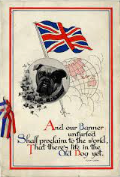 And our Banner
unfurled
Shall proclaim to the world,
That there's life in the
Old Dog yet.